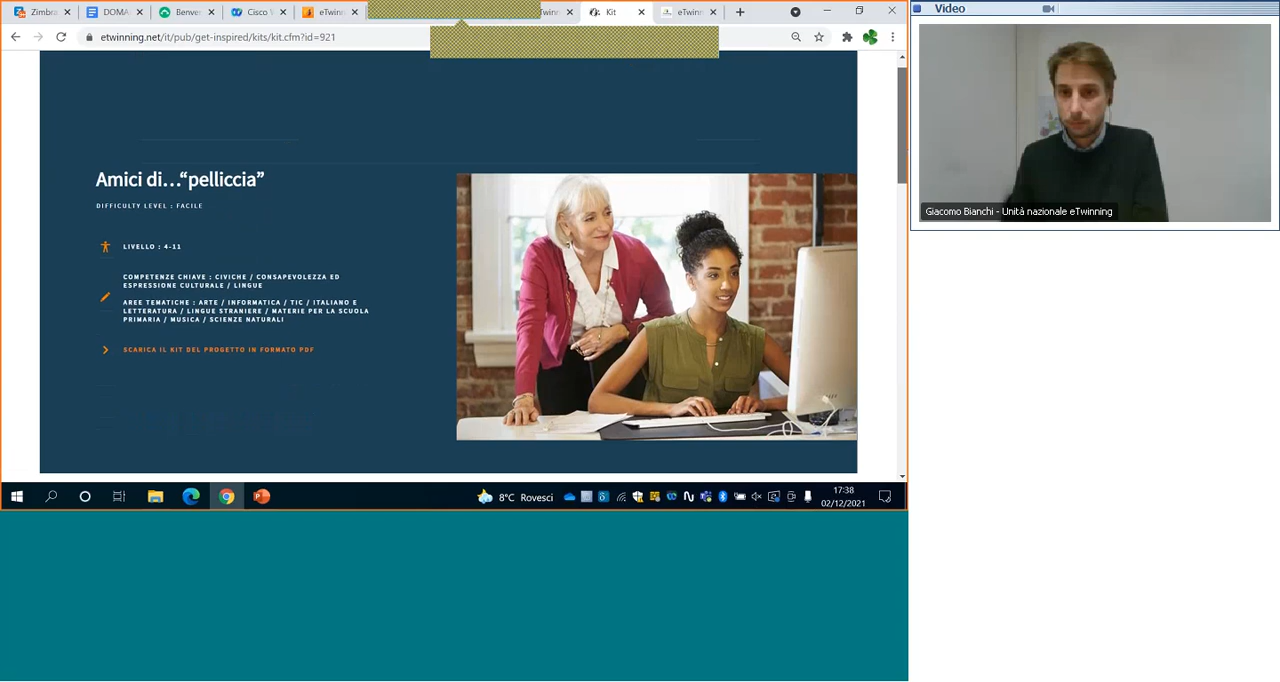 Zimbra
DOMA
Benver
Cisco W
eTwinn
winn
Kit
eTwinn
etwinning.net/it/pub/get-inspired/kits/kit.cfm?id=921
Video
Amici di...“pelliccia”
DIFFICULTY LEVEL : FACILE
LIVELLO : 4-11
COMPETENZE CHIAVE : CIVICHE / CONSAPEVOLEZZA ED
ESPRESSIONE CULTURALE / LINGUE
AREE TEMATICHE : ARTE / INFORMATICA / TIC / ITALIANO E
LETTERATURA / LINGUE STRANIERE / MATERIE PER LA SCUOLA
PRIMARIA / MUSICA / SCIENZE NATURALI
SCARICA IL KIT DEL PROGETTO IN FORMATO PDF
Giacomo Bianchi - Unità nazionale eTwinning
8°C Rovesci
17:38
02/12/2021